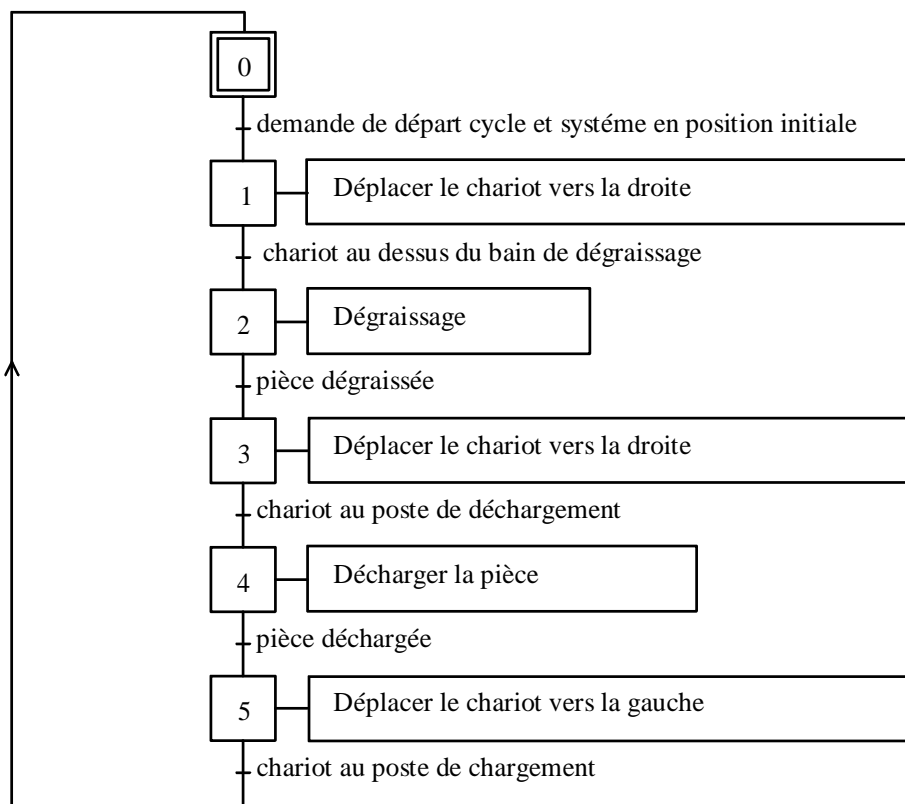 0
demande de départ cycle et systéme en position initiale
1
Déplacer le chariot vers la droite
chariot au dessus du bain de dégraissage
2
Dégraissage
pièce dégraissée
3
Déplacer le chariot vers la droite
chariot au poste de déchargement
4
Décharger la pièce
pièce déchargée
5
Déplacer le chariot vers la gauche
chariot au poste de chargement